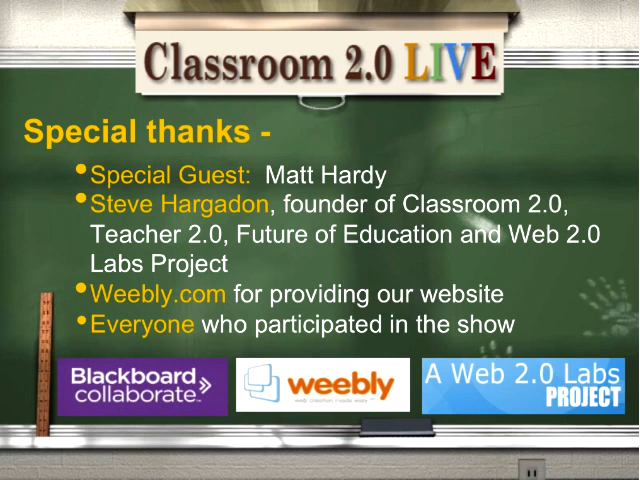 Classroom 2.0 LIVE
Special thanks -
•Special Guest: Matt Hardy
•Steve Hargadon, founder of Classroom 2.0,
Teacher 2.0, Future of Education and Web 2.0
Labs Project
•Weebly.com for providing our website
•Everyone who participated in the show
Blackboard
collaborate
weebly
web creation made easy
A Web 2.0 Labs
PROJECT